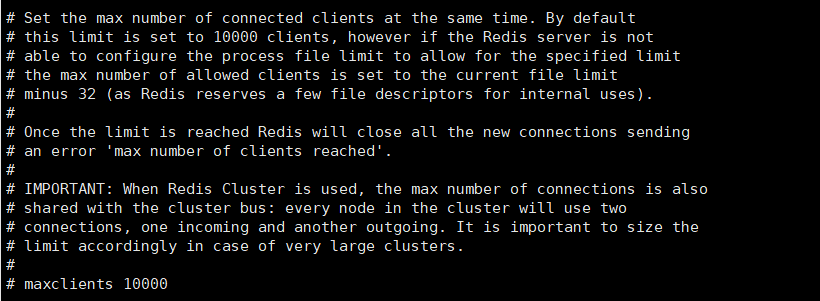 # Set the max number of connected clients at the same time. By default
# this limit is set to 10000 clients, however if the Redis server is not
# able to configure the process file limit to allow for the specified limit
# the max number of allowed clients is set to the current file limit
# minus 32 (as Redis reserves a few file descriptors for internal uses).
#
# Once the limit is reached Redis will close all the new connections sending
# an error 'max number of clients reached'.
#
# IMPORTANT: When Redis Cluster is used, the max number of connections is also
# shared with the cluster bus: every node in the cluster will use two
# connections, one incoming and another outgoing. It is important to size the
# limit accordingly in case of very large clusters.
#
# maxclients 10000